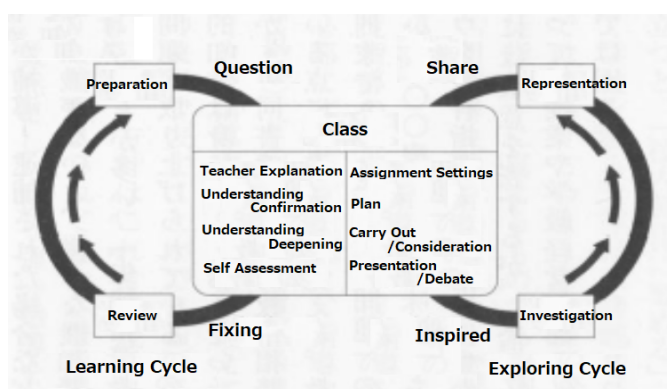 Question
Share
Preparation
Representation
Class
Teacher Explanation
Understanding
Confirmation
Understanding
Deepening
Self Assessment
Assignment Settings
Plan
Carry Out
/Consideration
Presentation
/Debate
Review
Investigation
Fixing
Inspired
Learning Cycle
Exploring Cycle